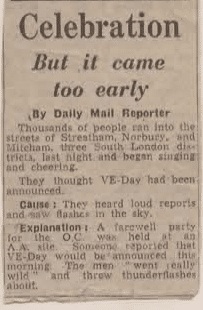 Celebration
But it came
too early
By Daily Mail Reporter
Thousands of people ran into the
streets of Streatham, Norbury, and
Mitcham, three South London dis-
tricts, last night and began singing
and cheering.
They thought VE-Day had been
announced.
Cause: They heard loud reports
and saw flashes in the sky.
Explanation: A farewell party
for the O.C. was held at an
A.A. site. Someone reported that
VE-Day would be announced this
morning. The men "went really
wild" and threw thunderflashes
about.